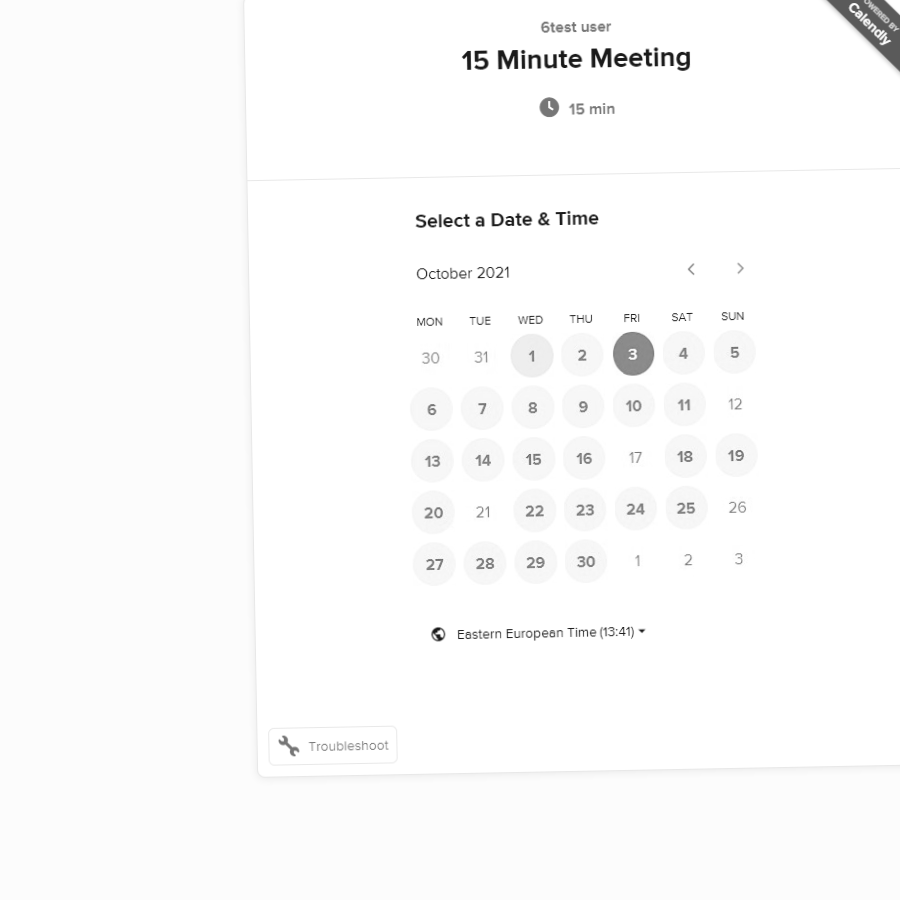 6test user
15 Minute Meeting
15 min
Calendly
Select a Date & Time
October 2021
MON TUE WED THU FRI SAT SUN
30 31 1 2 3 4 5
6 7 8 9 10 11 12
13 14 15 16 17 18 19
20 21 22 23 24 25 26
27 28 29 30 1 2 3
Eastern European Time (13:41)
Troubleshoot